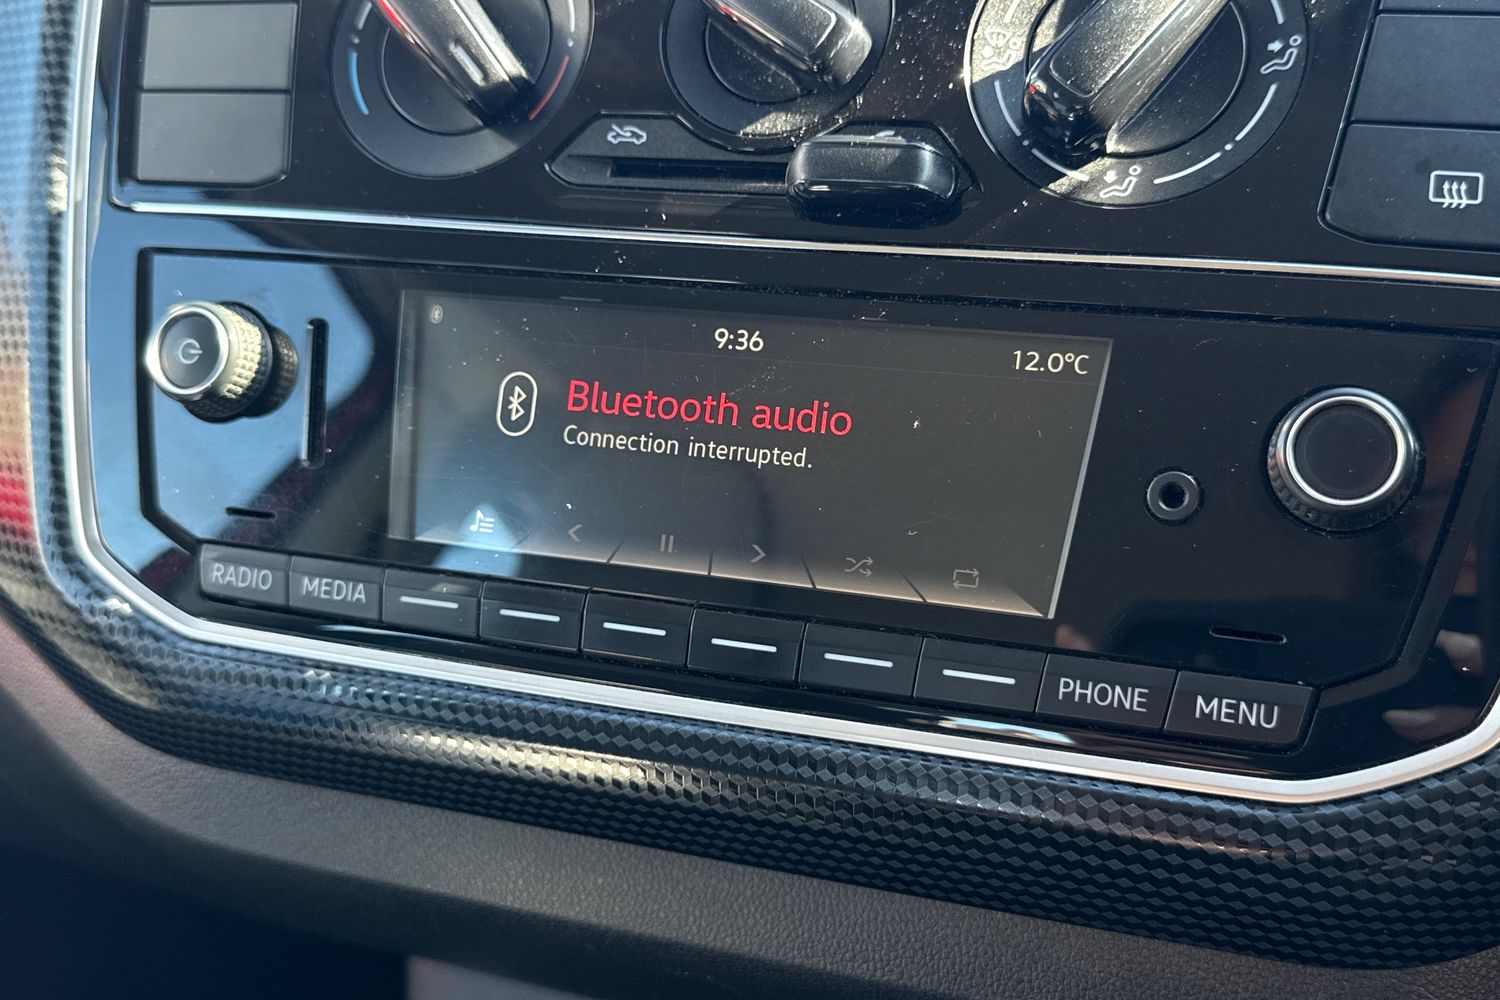 9:36
12.0°C
Bluetooth audio
Connection interrupted.
RADIO
MEDIA
PHONE
MENU